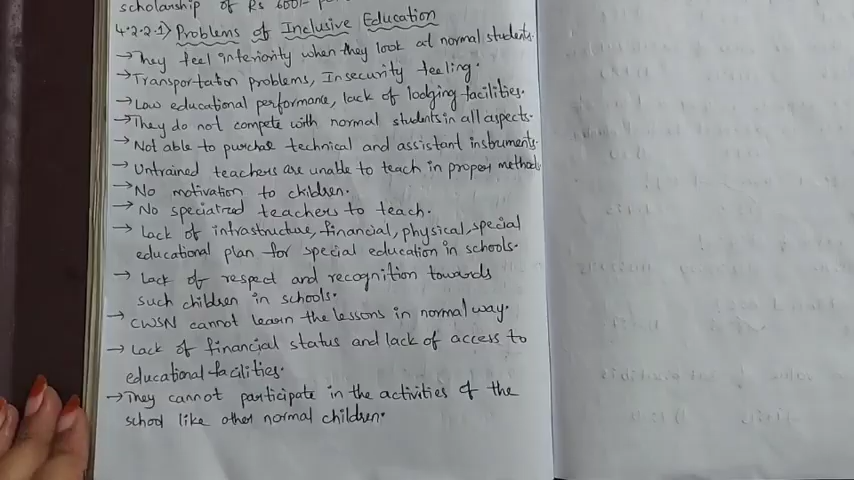 scholarship of Rs 600/-
4.2.2.1) Problems of Inclusive Education
→ They feel inferiority when they look at normal students.
→ Transportation problems, Insecurity feeling.
→ Low educational performance, lack of lodging facilities.
→ They do not compete with normal students in all aspects.
→ Not able to purchase technical and assistant instruments.
→ Untrained teachers are unable to teach in proper method.
→ No motivation to children.
→ No specialized teachers to teach.
→ Lack of infrastructure, financial, physical, special
educational plan for special education in schools.
→ Lack of respect and recognition towards
such children in schools.
→ CWSN cannot learn the lessons in normal way.
→ Lack of financial status and lack of access to
educational facilities.
→ They cannot participate in the activities of the
school like other normal children.